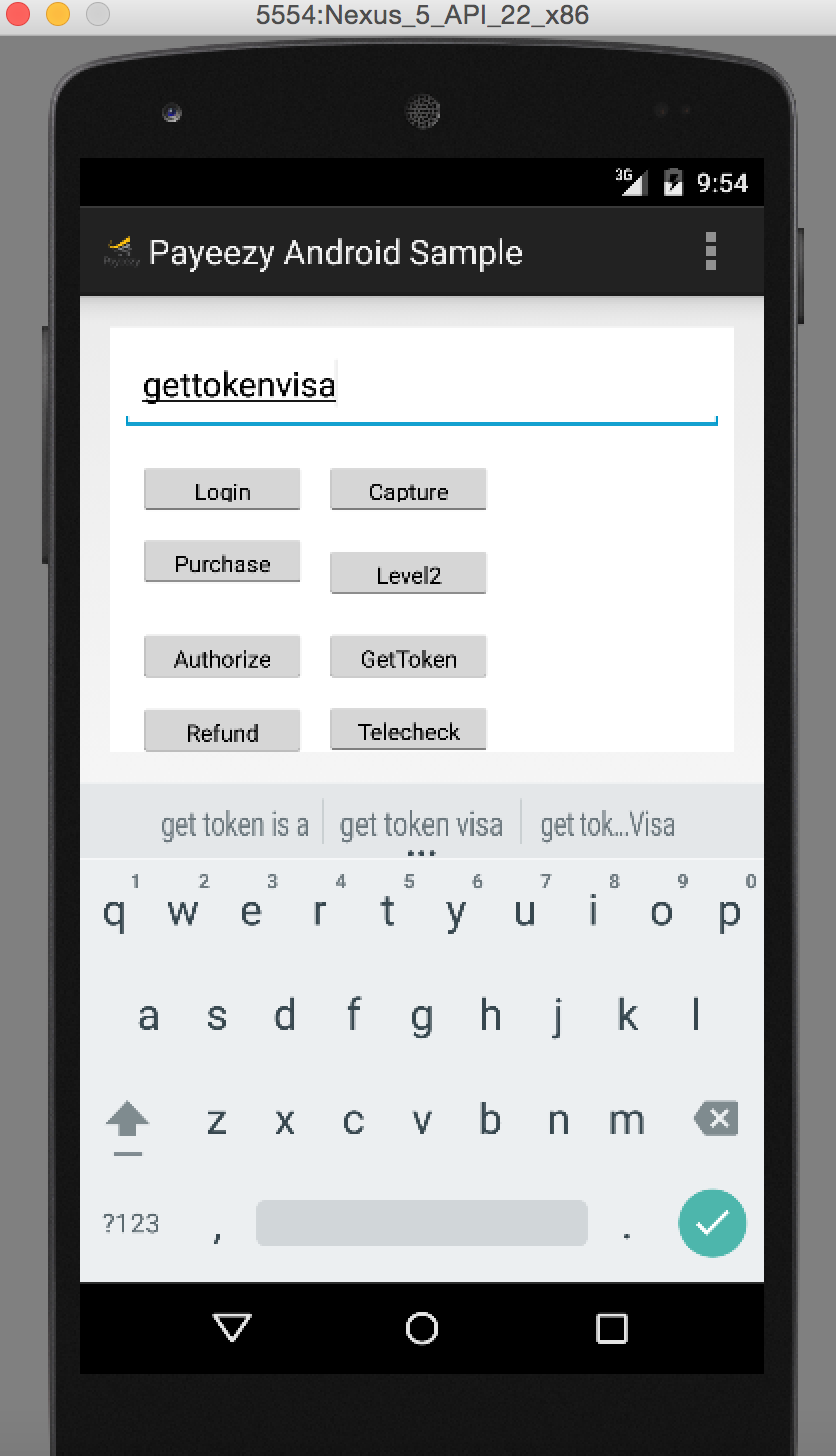 5554:Nexus_5_API_22_x86
3G 9:54
Payeezy Payeezy Android Sample
gettokenvisa
Login Capture
Purchase Level2
Authorize GetToken
Refund Telecheck
get token is a get token visa get tok...Visa
1 2 3 4 5 6 7 8 9 0
q w e r t y u i o p
a s d f g h j k l
z x c v b n m
?123 , .